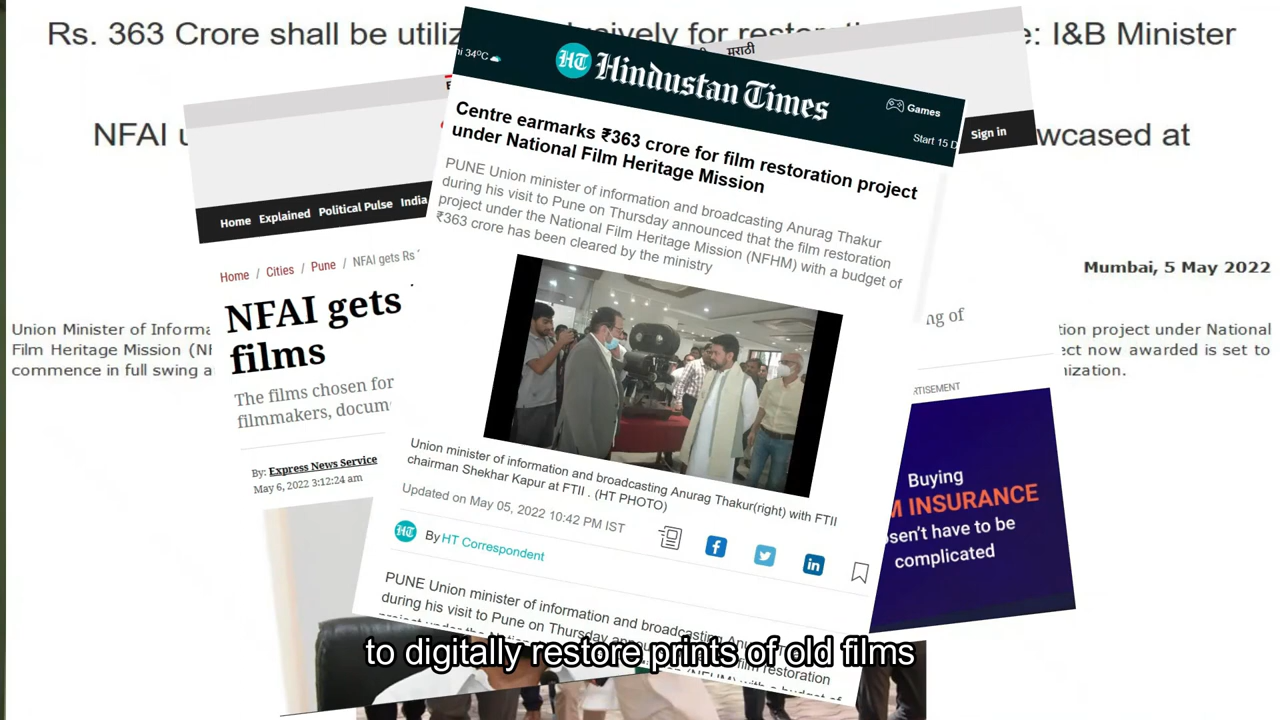 Rs. 363 Crore shall be
for
: I&B Minister
NFAI
wcased at
Mumbai, 5 May 2022
Union Minister of Informa
tion project under National
Film Heritage Mission
ect now awarded is set to
commence in full swing
nization.
Sign in
Home Explained Political Pulse India
Home / Cities / Pune / NFAI gets Rs
NFAI gets
films
The films chosen for
filmmakers,
ng of
By: Express News Service
May 6, 2022 3:12:24 am
RTISEMENT
Buying
M INSURANCE
sen't have to be
complicated
मराठी
34°C
HT Hindustan Times
Games
Start 15 D
Centre earmarks ₹363 crore for film restoration project
under National Film Heritage Mission
PUNE Union minister of information and broadcasting Anurag Thakur
during his visit to Pune on Thursday announced that the film restoration
project under the National Film Heritage Mission (NFHM) with a budget of
₹363 crore has been cleared by the ministry
Union minister of information and broadcasting Anurag Thakur(right) with FTII
chairman Shekhar Kapur at FTII . (HT PHOTO)
Updated on May 05, 2022 10:42 PM IST
HT By HT Correspondent
PUNE Union minister of information and broadcasting
during his visit to Pune on Thursday
film restoration
to digitally restore prints of old films